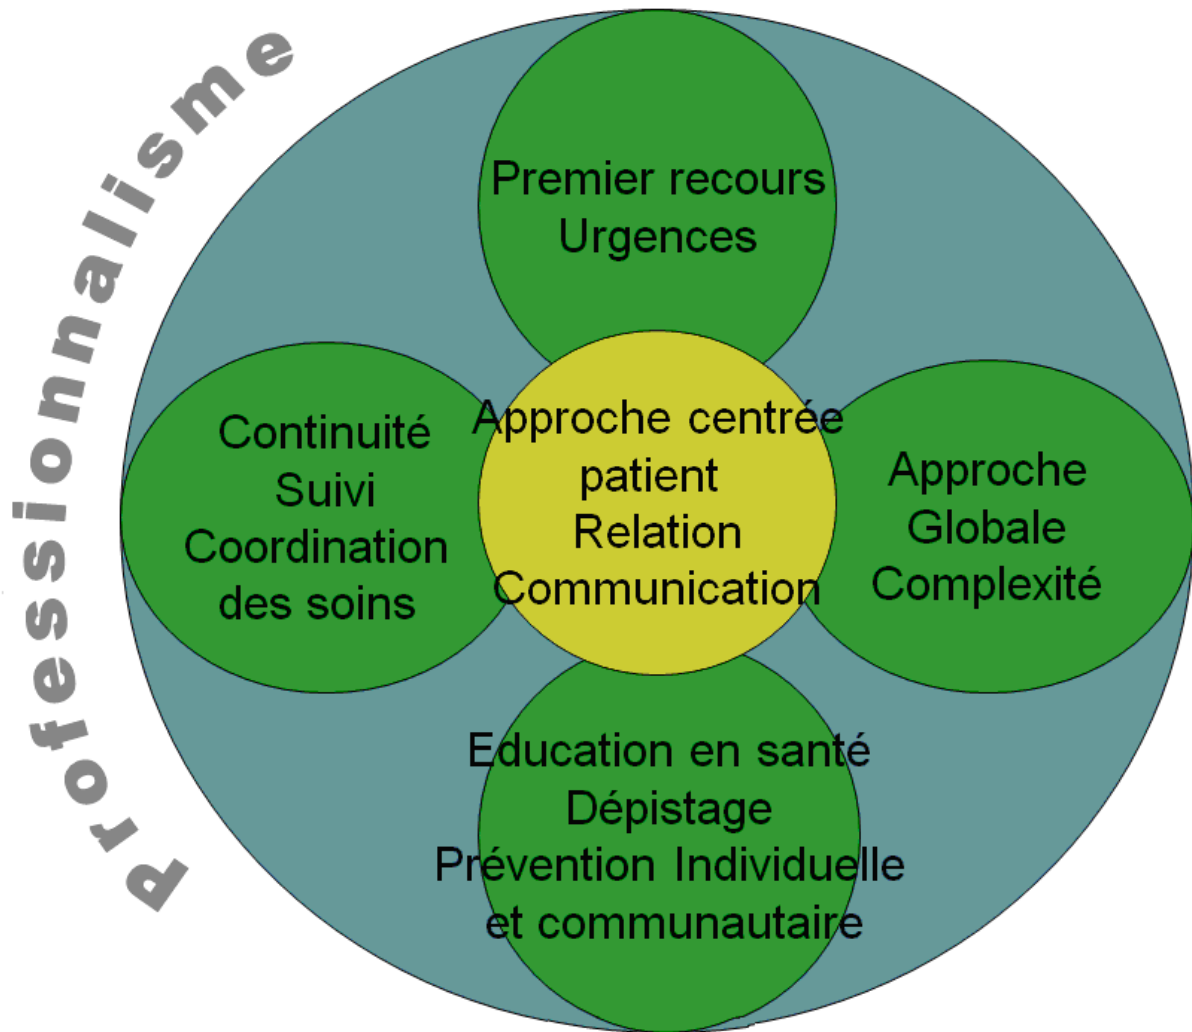 Professionnalisme
Premier recours
Urgences
Continuité
Suivi
Coordination
des soins
Approche centrée
patient
Relation
Communication
Approche
Globale
Complexité
Education en santé
Dépistage
Prévention Individuelle
et communautaire